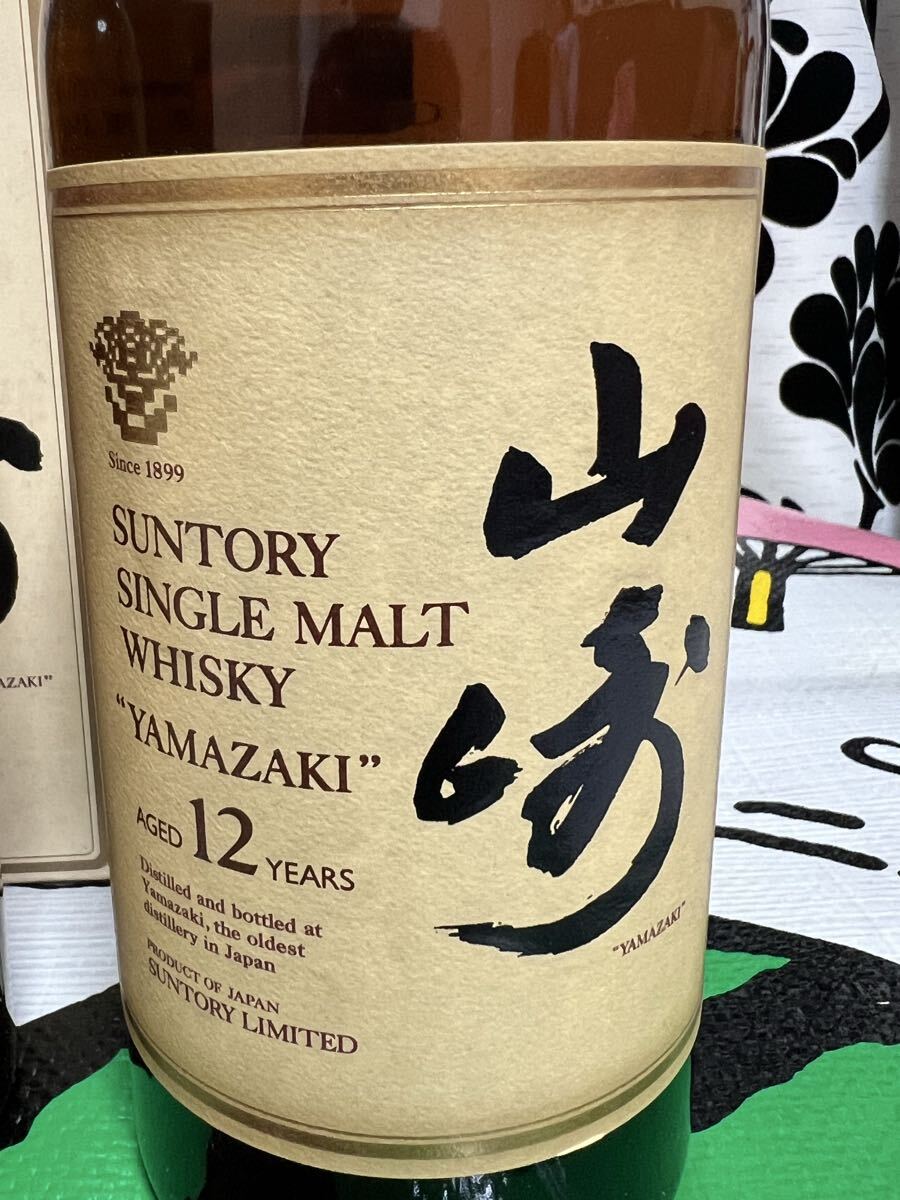 Since 1899
SUNTORY
SINGLE MALT
WHISKY
"YAMAZAKI"
AGED 12 YEARS
Distilled and bottled at
Yamazaki, the oldest
distillery in Japan
PRODUCT OF JAPAN
SUNTORY LIMITED
山崎
"YAMAZAKI"